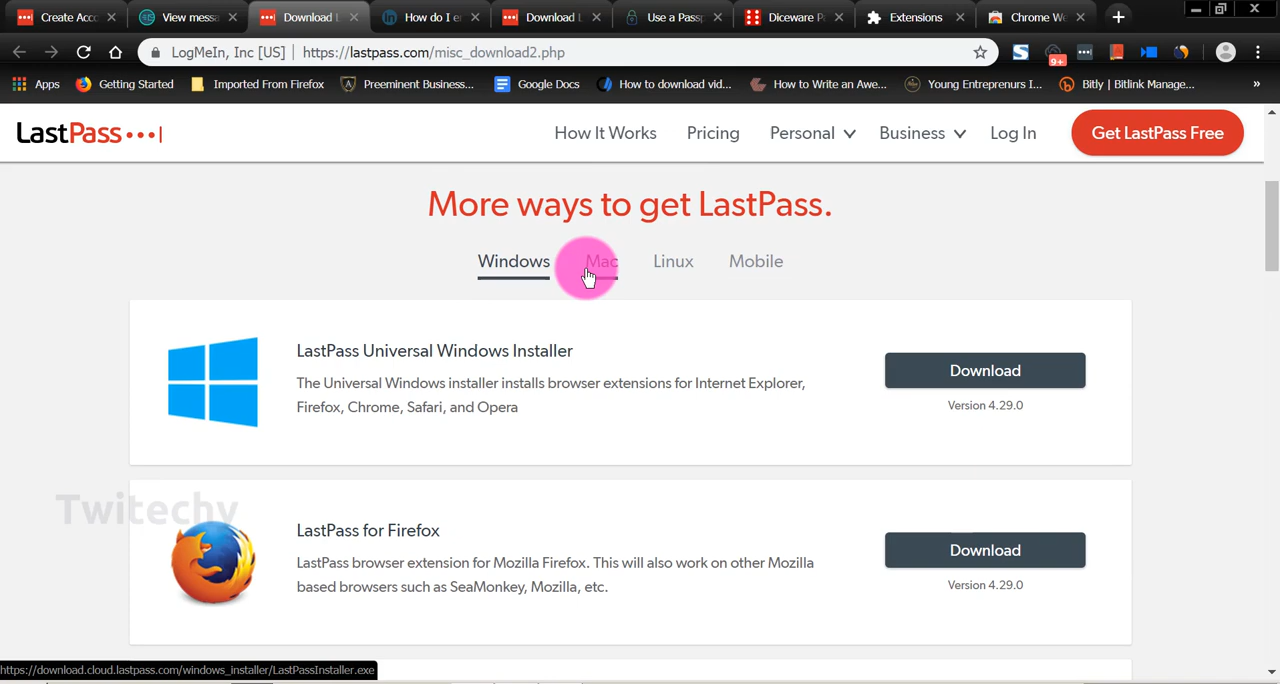 Create Acc
View messa
Download L
How do I e
Download L
Use a Passp
Diceware P
Extensions
Chrome We
LogMeIn, Inc [US] | https://lastpass.com/misc_download2.php
9+
Apps
Getting Started
Imported From Firefox
Preeminent Business...
Google Docs
How to download vid...
How to Write an Awe...
Young Entreprenurs I...
Bitly | Bitlink Manage...
»
LastPass
How It Works
Pricing
Personal
Business
Log In
Get LastPass Free
More ways to get LastPass.
Windows
Mac
Linux
Mobile
LastPass Universal Windows Installer
The Universal Windows installer installs browser extensions for Internet Explorer,
Firefox, Chrome, Safari, and Opera
Download
Version 4.29.0
Twitechy
LastPass for Firefox
LastPass browser extension for Mozilla Firefox. This will also work on other Mozilla
based browsers such as SeaMonkey, Mozilla, etc.
Download
Version 4.29.0
https://download.cloud.lastpass.com/windows_installer/LastPassInstaller.exe